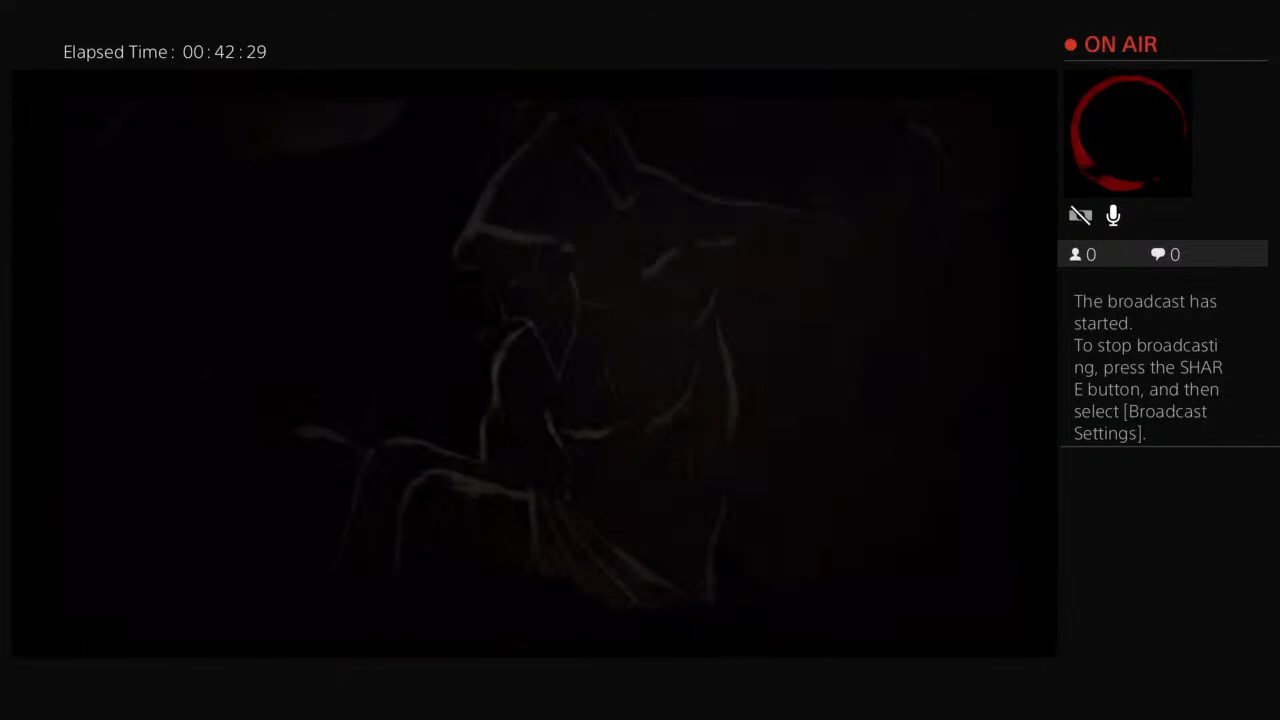 Elapsed Time: 00:42:29
ON AIR
0
0
The broadcast has
started.
To stop broadcasti
ng, press the SHAR
E button, and then
select [Broadcast
Settings].